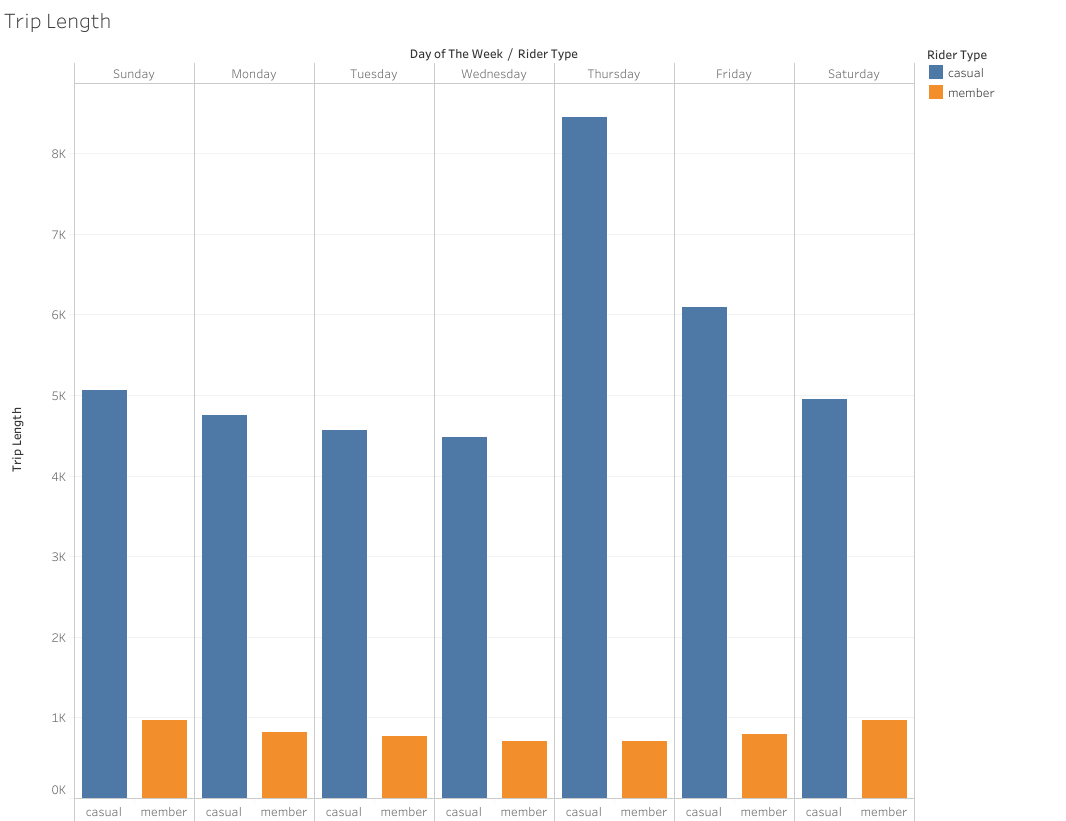 Trip Length
Day of The Week / Rider Type
Rider Type
Sunday Monday Tuesday Wednesday Thursday Friday Saturday
casual
member
8K
7K
6K
5K
4K
3K
2K
1K
0K
Trip Length
casual member casual member casual member casual member casual member casual member casual member